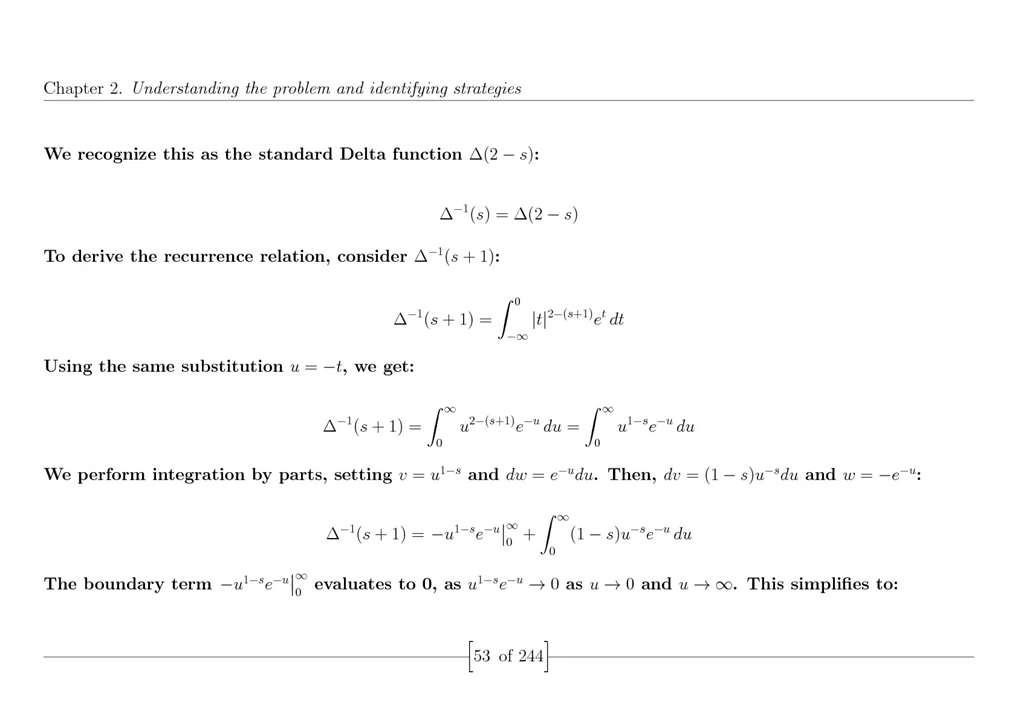 Chapter 2. Understanding the problem and identifying strategies
We recognize this as the standard Delta function Δ(2 − s):
Δ⁻¹(s) = Δ(2 − s)
To derive the recurrence relation, consider Δ⁻¹(s + 1):
Δ⁻¹(s + 1) = ∫_{−∞}^{0} |t|^{2−(s+1)} e^t dt
Using the same substitution u = −t, we get:
Δ⁻¹(s + 1) = ∫_{0}^{∞} u^{2−(s+1)} e^{−u} du = ∫_{0}^{∞} u^{1−s} e^{−u} du
We perform integration by parts, setting v = u^{1−s} and dw = e^{−u}du. Then, dv = (1 − s)u^{−s}du and w = −e^{−u}:
Δ⁻¹(s + 1) = −u^{1−s}e^{−u}|_{0}^{∞} + ∫_{0}^{∞} (1 − s)u^{−s}e^{−u} du
The boundary term −u^{1−s}e^{−u}|_{0}^{∞} evaluates to 0, as u^{1−s}e^{−u} → 0 as u → 0 and u → ∞. This simplifies to:
[53 of 244]